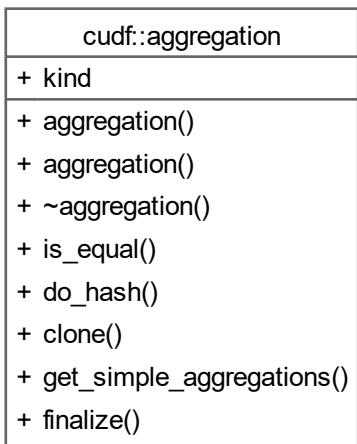 cudf::aggregation
+ kind
+ aggregation()
+ aggregation()
+ ~aggregation()
+ is_equal()
+ do_hash()
+ clone()
+ get_simple_aggregations()
+ finalize()